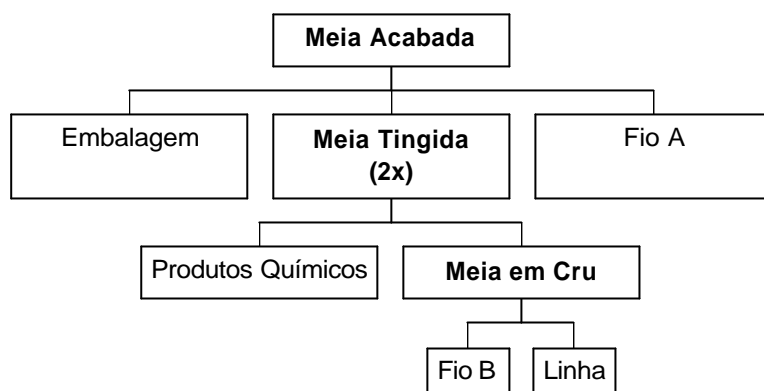 Meia Acabada
Embalagem
Meia Tingida
(2x)
Fio A
Produtos Químicos
Meia em Cru
Fio B
Linha